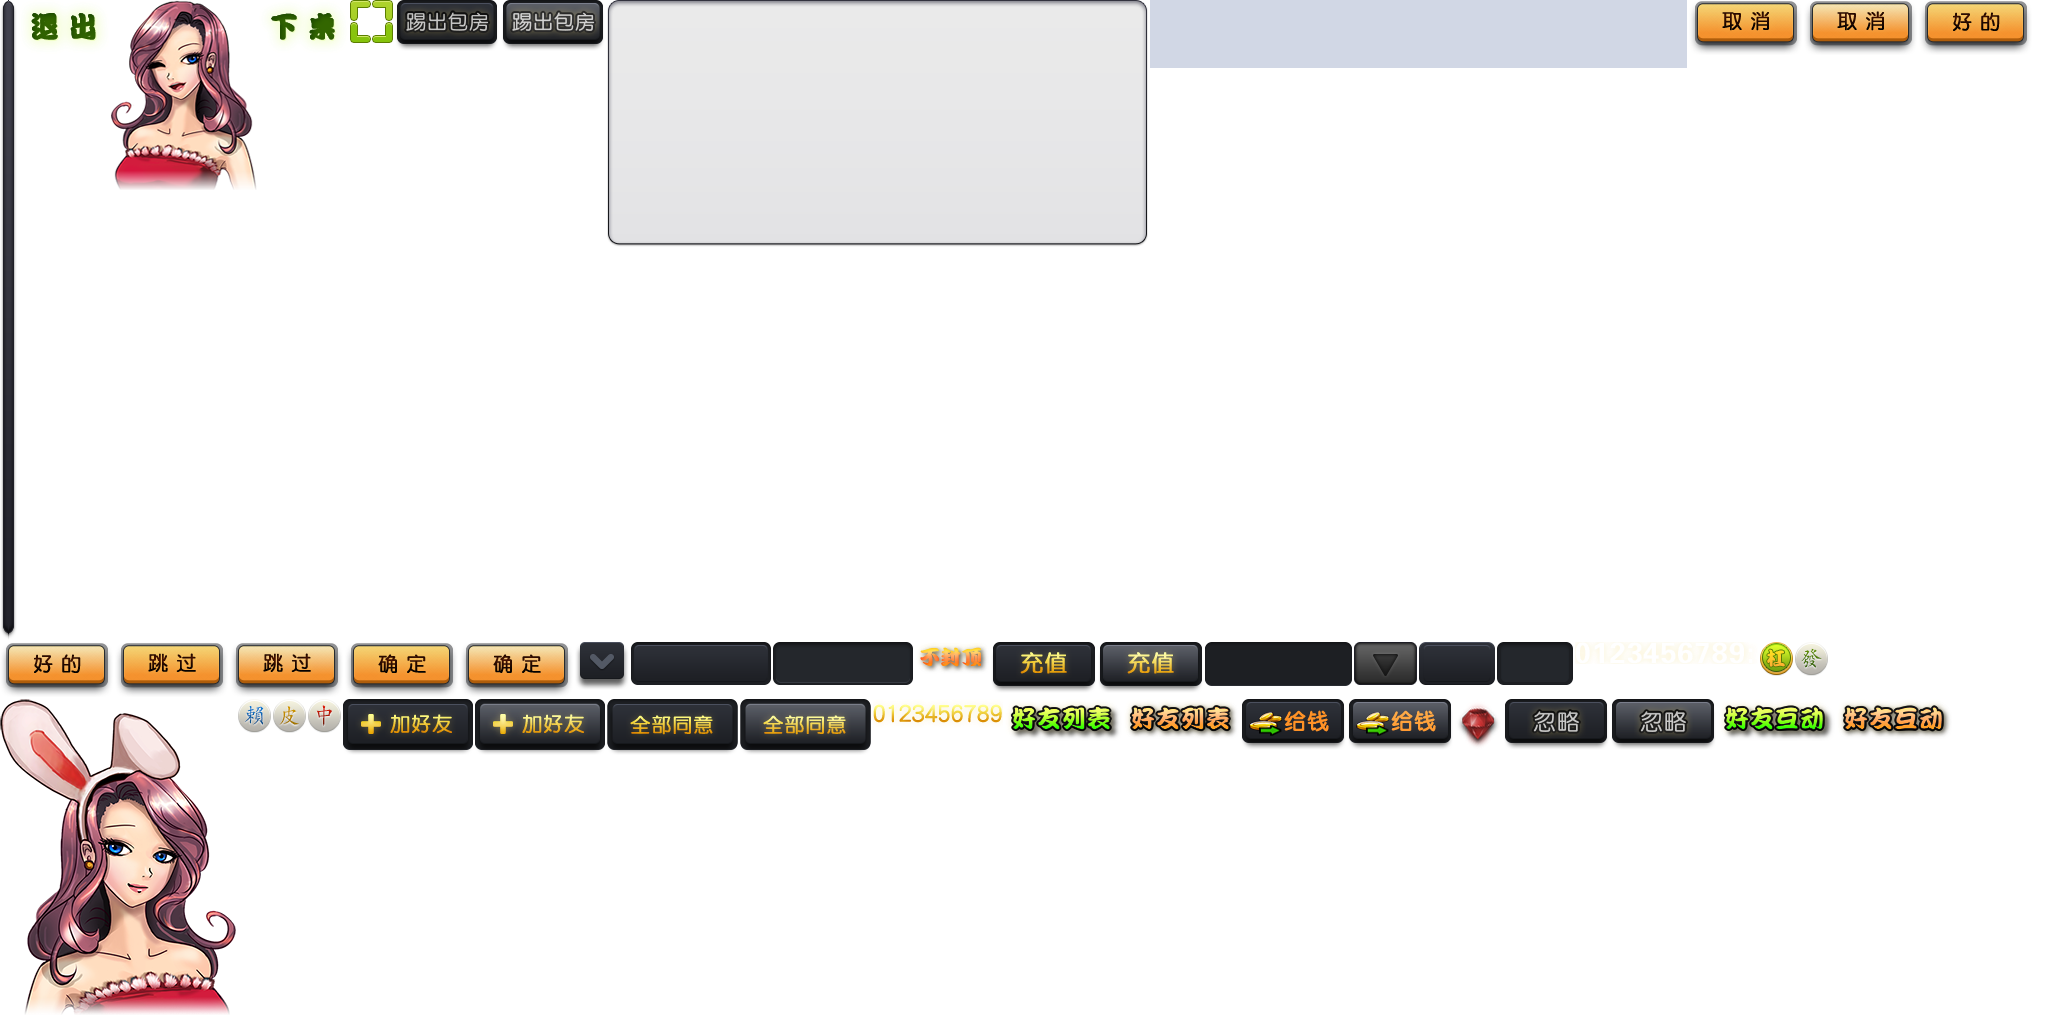 退出
下桌
踢出包房
踢出包房
取消
取消
好的
好的
跳过
跳过
确定
确定
不封顶
充值
充值
0123456789
杠
發
賴
皮
中
加好友
加好友
全部同意
全部同意
0123456789
好友列表
好友列表
给钱
给钱
忽略
忽略
好友互动
好友互动